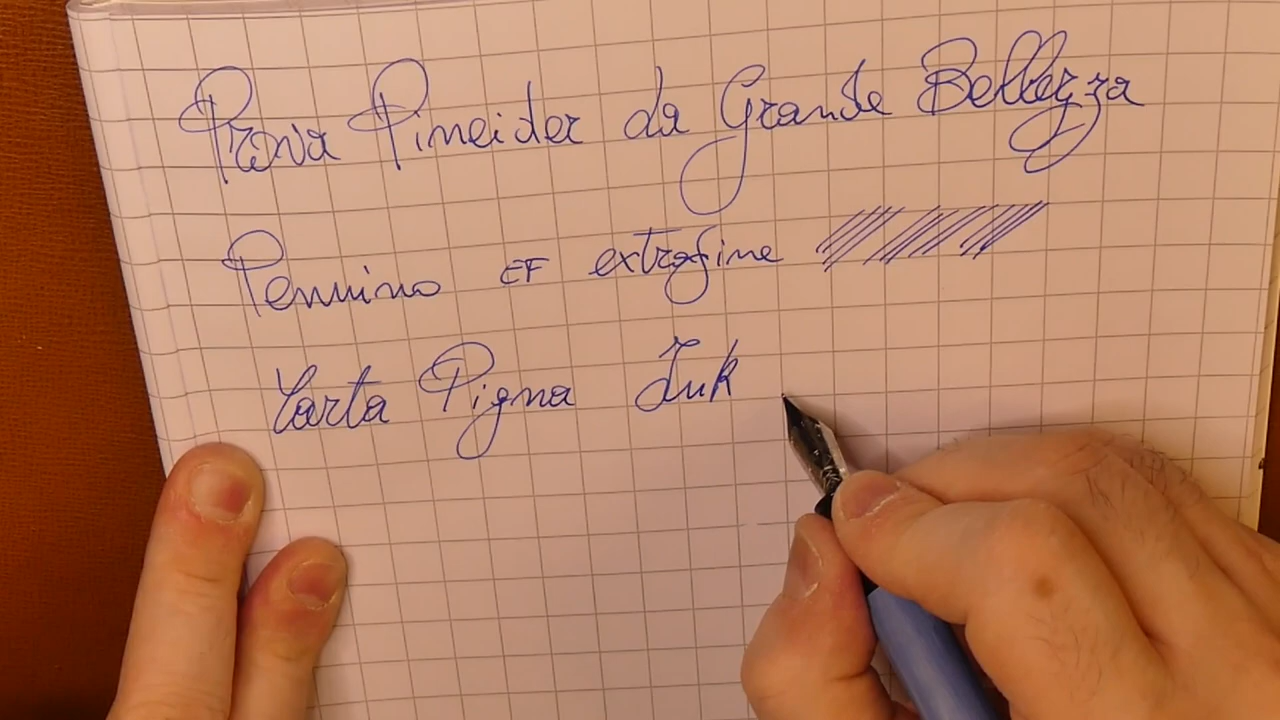 Prova Pineider da Grande Bellezza
Pennino EF extrafine
Carta Pigna Ink